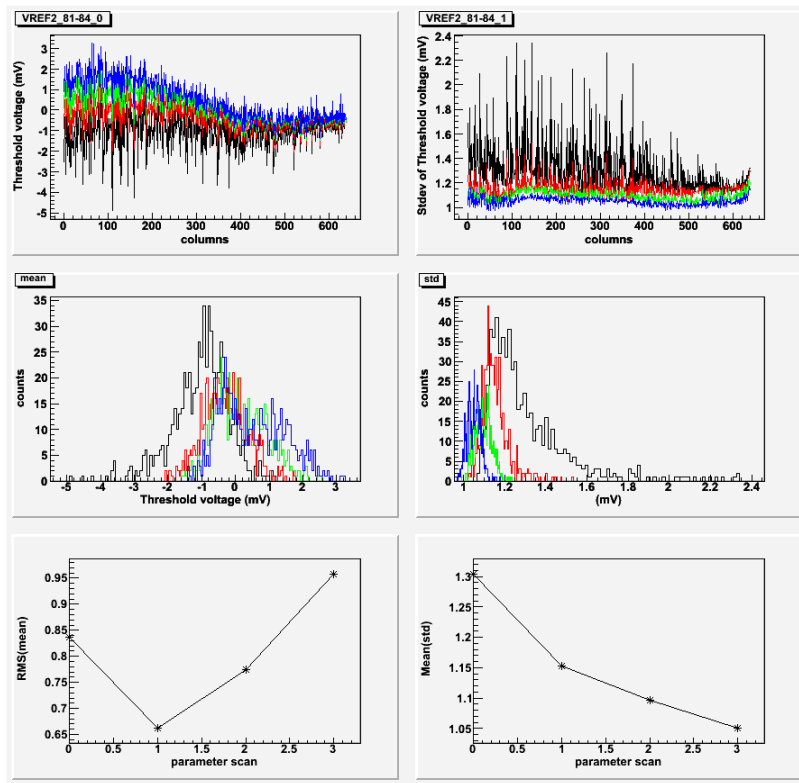 VREF2_81-84_0
Threshold voltage (mV)
3
2
1
0
-1
-2
-3
-4
-5
0 100 200 300 400 500 600
columns
VREF2_81-84_1
Stdev of Threshold voltage (mV)
2.4
2.2
2
1.8
1.6
1.4
1.2
1
0 100 200 300 400 500 600
columns
mean
counts
35
30
25
20
15
10
5
0
-5 -4 -3 -2 -1 0 1 2 3
Threshold voltage (mV)
std
counts
45
40
35
30
25
20
15
10
5
0
1 1.2 1.4 1.6 1.8 2 2.2 2.4
(mV)
RMS(mean)
0.95
0.9
0.85
0.8
0.75
0.7
0.65
0 0.5 1 1.5 2 2.5 3
parameter scan
Mean(std)
1.3
1.25
1.2
1.15
1.1
1.05
0 0.5 1 1.5 2 2.5 3
parameter scan